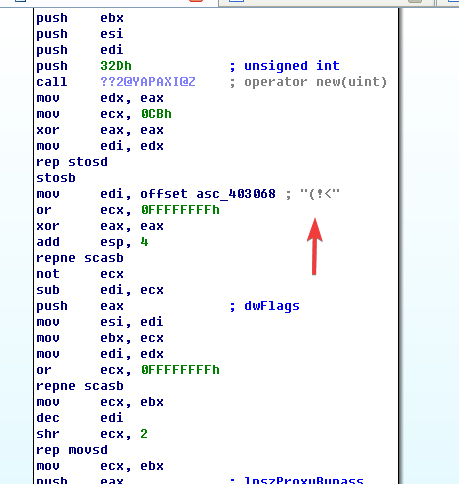 push ebx
push esi
push edi
push 32Dh ; unsigned int
call ??2@YAPAXI@Z ; operator new(uint)
mov edx, eax
mov ecx, 0CBh
xor eax, eax
mov edi, edx
rep stosd
stosb
mov edi, offset asc_403068 ; "(!<"
or ecx, 0FFFFFFFFh
xor eax, eax
add esp, 4
repne scasb
not ecx
sub edi, ecx
push eax ; dwFlags
mov esi, edi
mov ebx, ecx
mov edi, edx
or ecx, 0FFFFFFFFh
repne scasb
mov ecx, ebx
dec edi
shr ecx, 2
rep movsd
mov ecx, ebx
push eax ; lpszProxyBypass